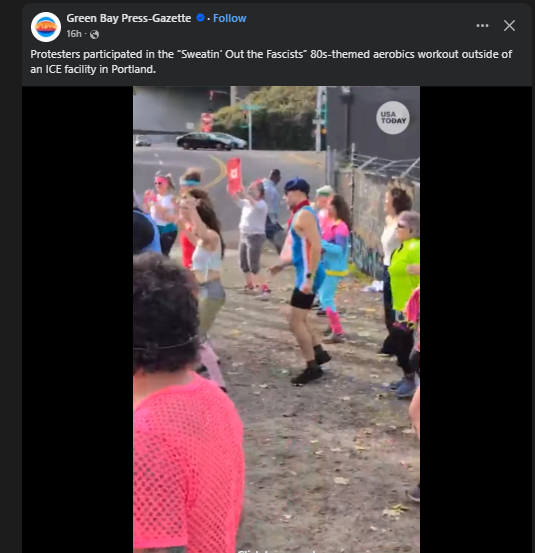 Green Bay Press-Gazette · Follow
16h ·
Protesters participated in the "Sweatin' Out the Fascists" 80s-themed aerobics workout outside of
an ICE facility in Portland.
USA
TODAY